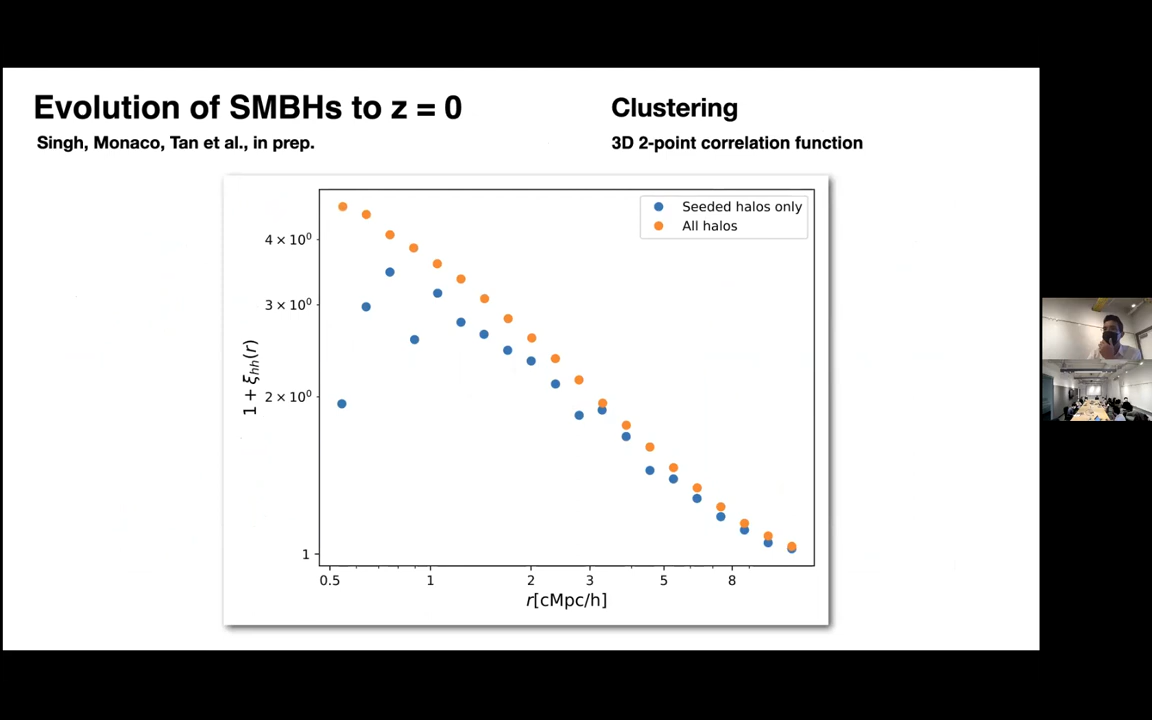 Evolution of SMBHs to z = 0
Singh, Monaco, Tan et al., in prep.
Clustering
3D 2-point correlation function
Seeded halos only
All halos
4 × 10⁰
3 × 10⁰
2 × 10⁰
1
1 + ξhh(r)
0.5 1 2 3 5 8
r[cMpc/h]